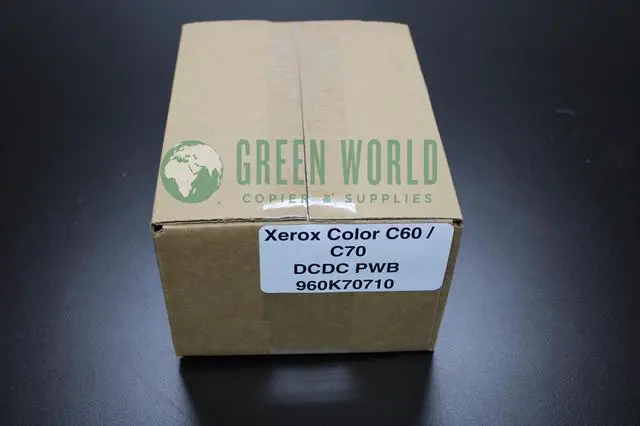 GREEN WORLD
COPIER & SUPPLIES
Xerox Color C60 /
C70
DCDC PWB
960K70710